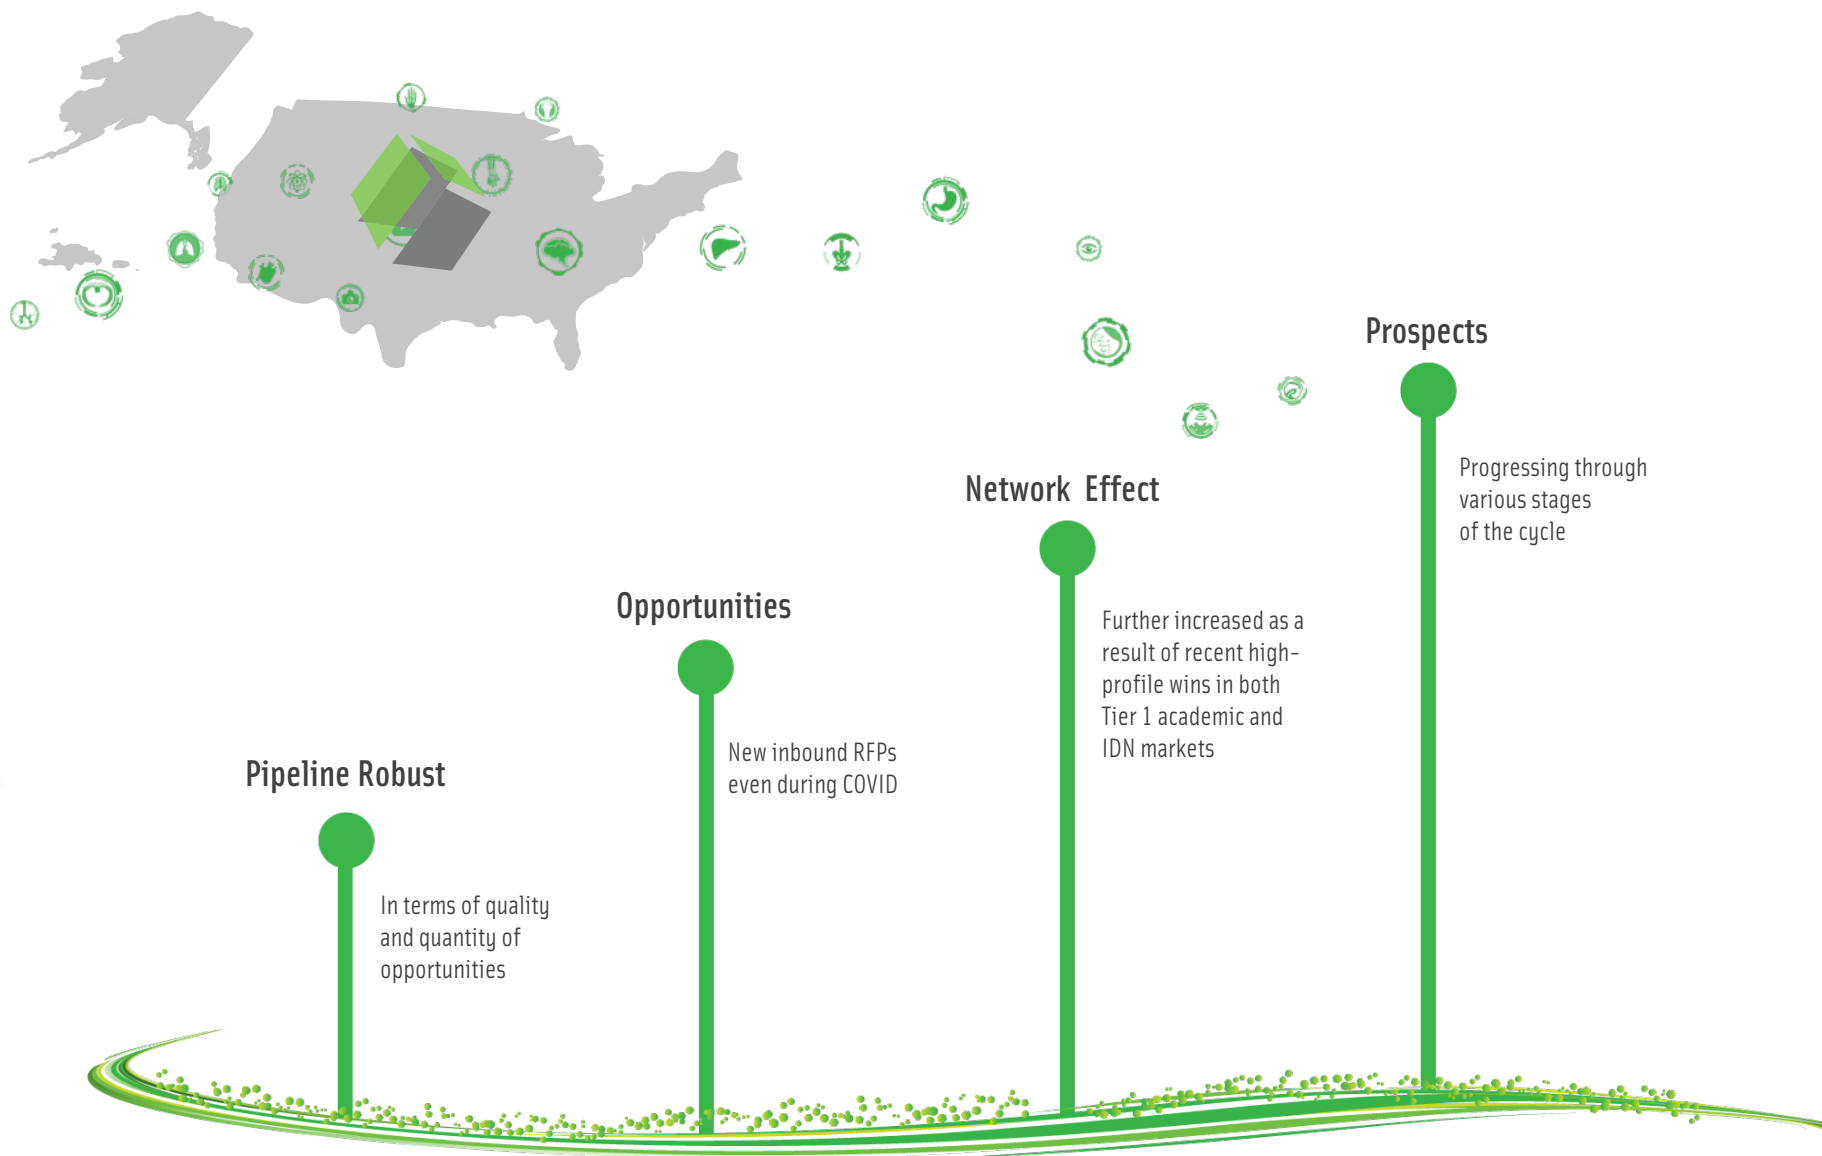 Prospects
Progressing through
various stages
of the cycle
Network Effect
Further increased as a
result of recent high-
profile wins in both
Tier 1 academic and
IDN markets
Opportunities
New inbound RFPs
even during COVID
Pipeline Robust
In terms of quality
and quantity of
opportunities